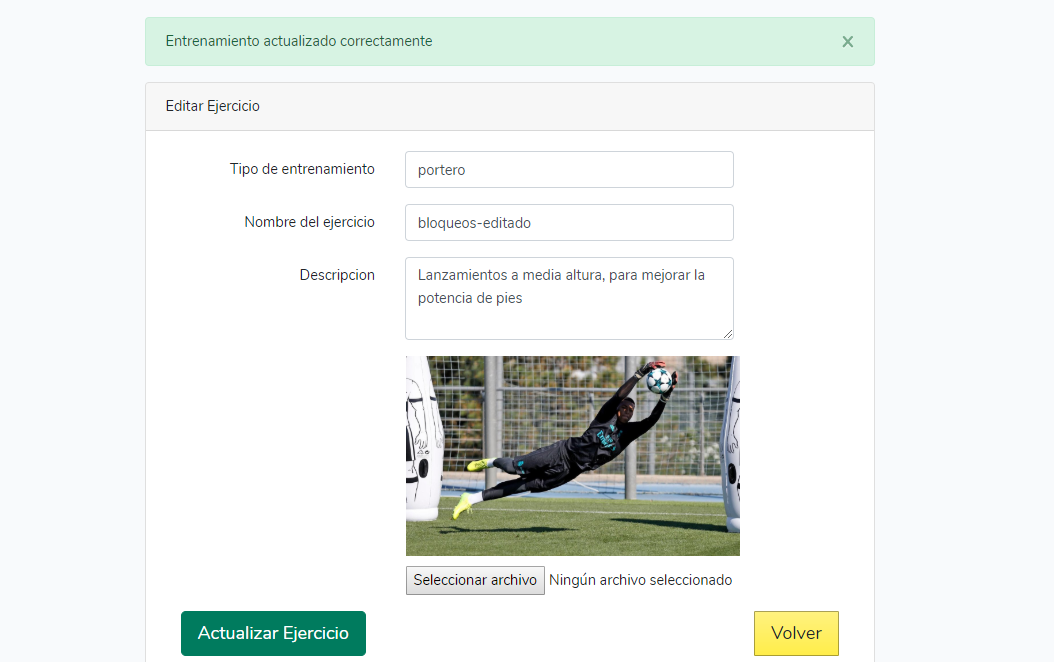 Entrenamiento actualizado correctamente ×
Editar Ejercicio
Tipo de entrenamiento portero
Nombre del ejercicio bloqueos-editado
Descripcion Lanzamientos a media altura, para mejorar la
potencia de pies
Seleccionar archivo Ningún archivo seleccionado
Actualizar Ejercicio Volver